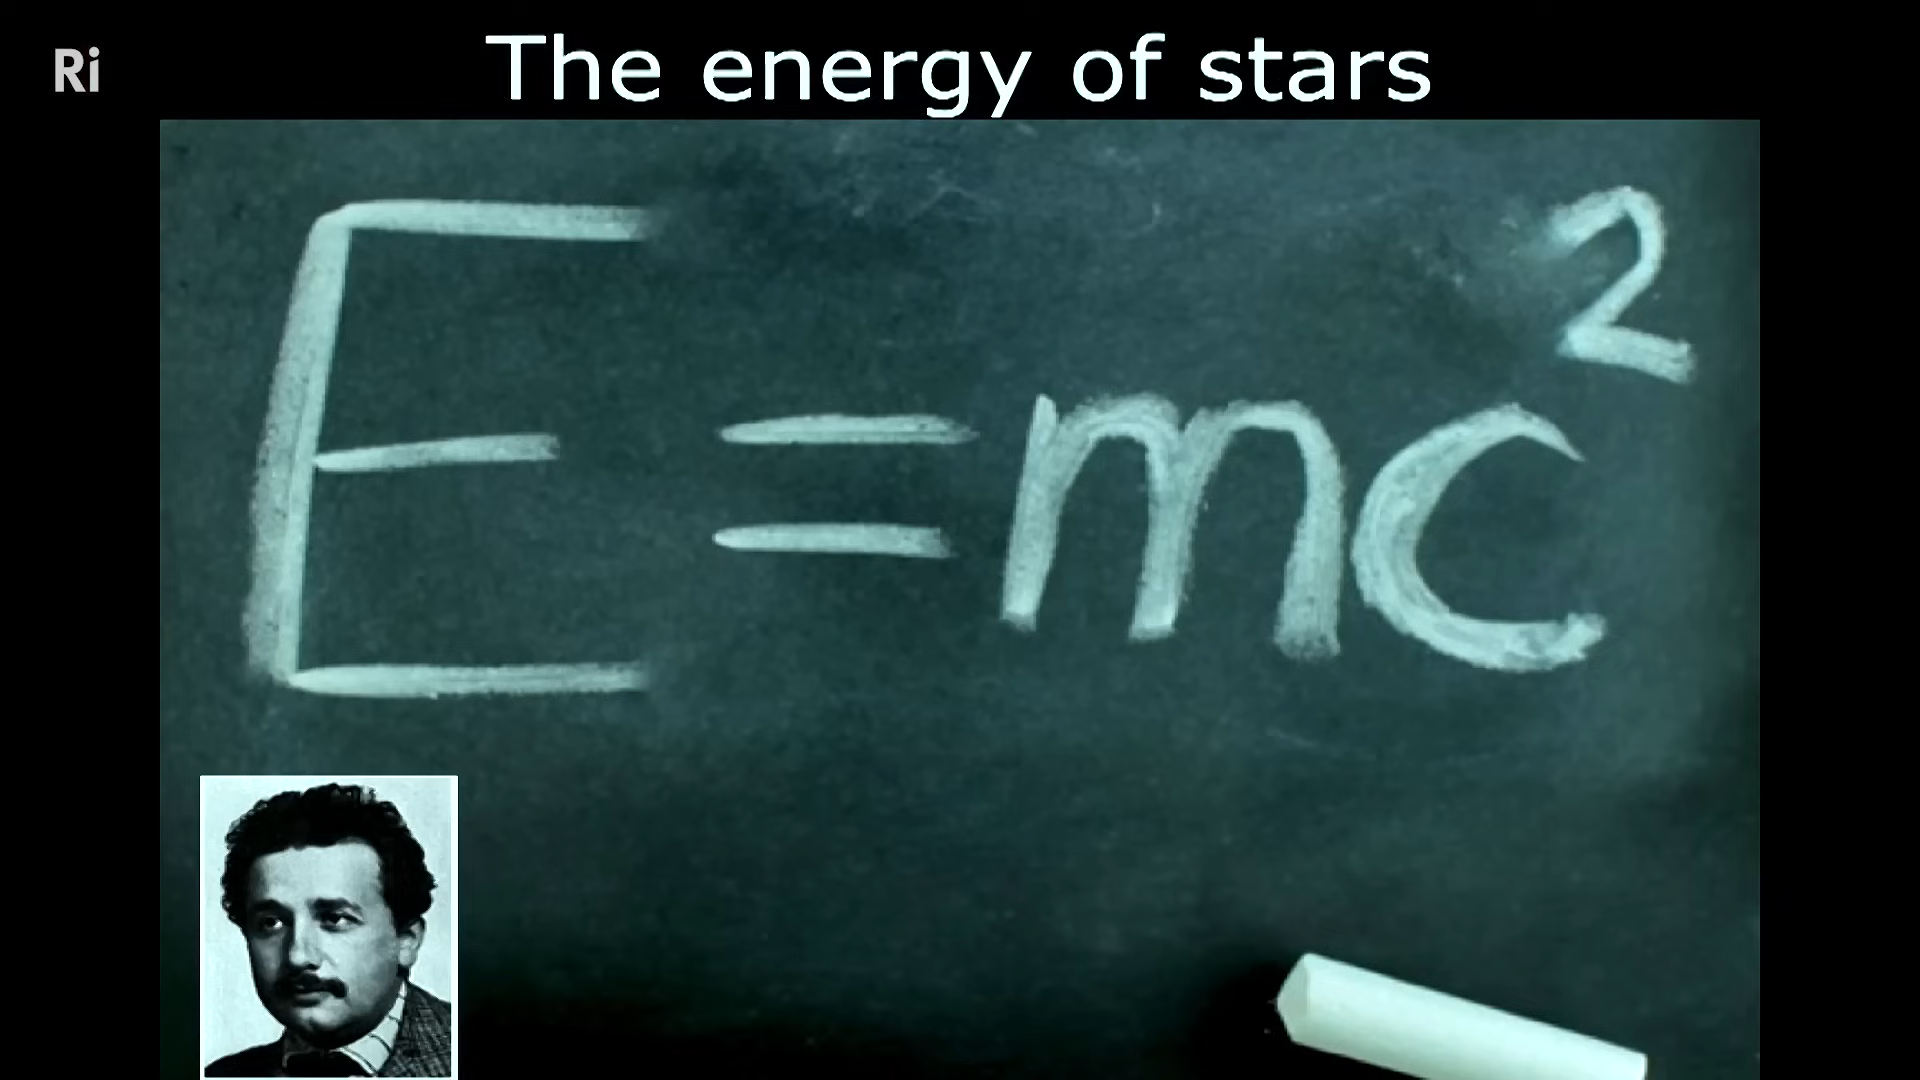 Ri
The energy of stars
E=mc²